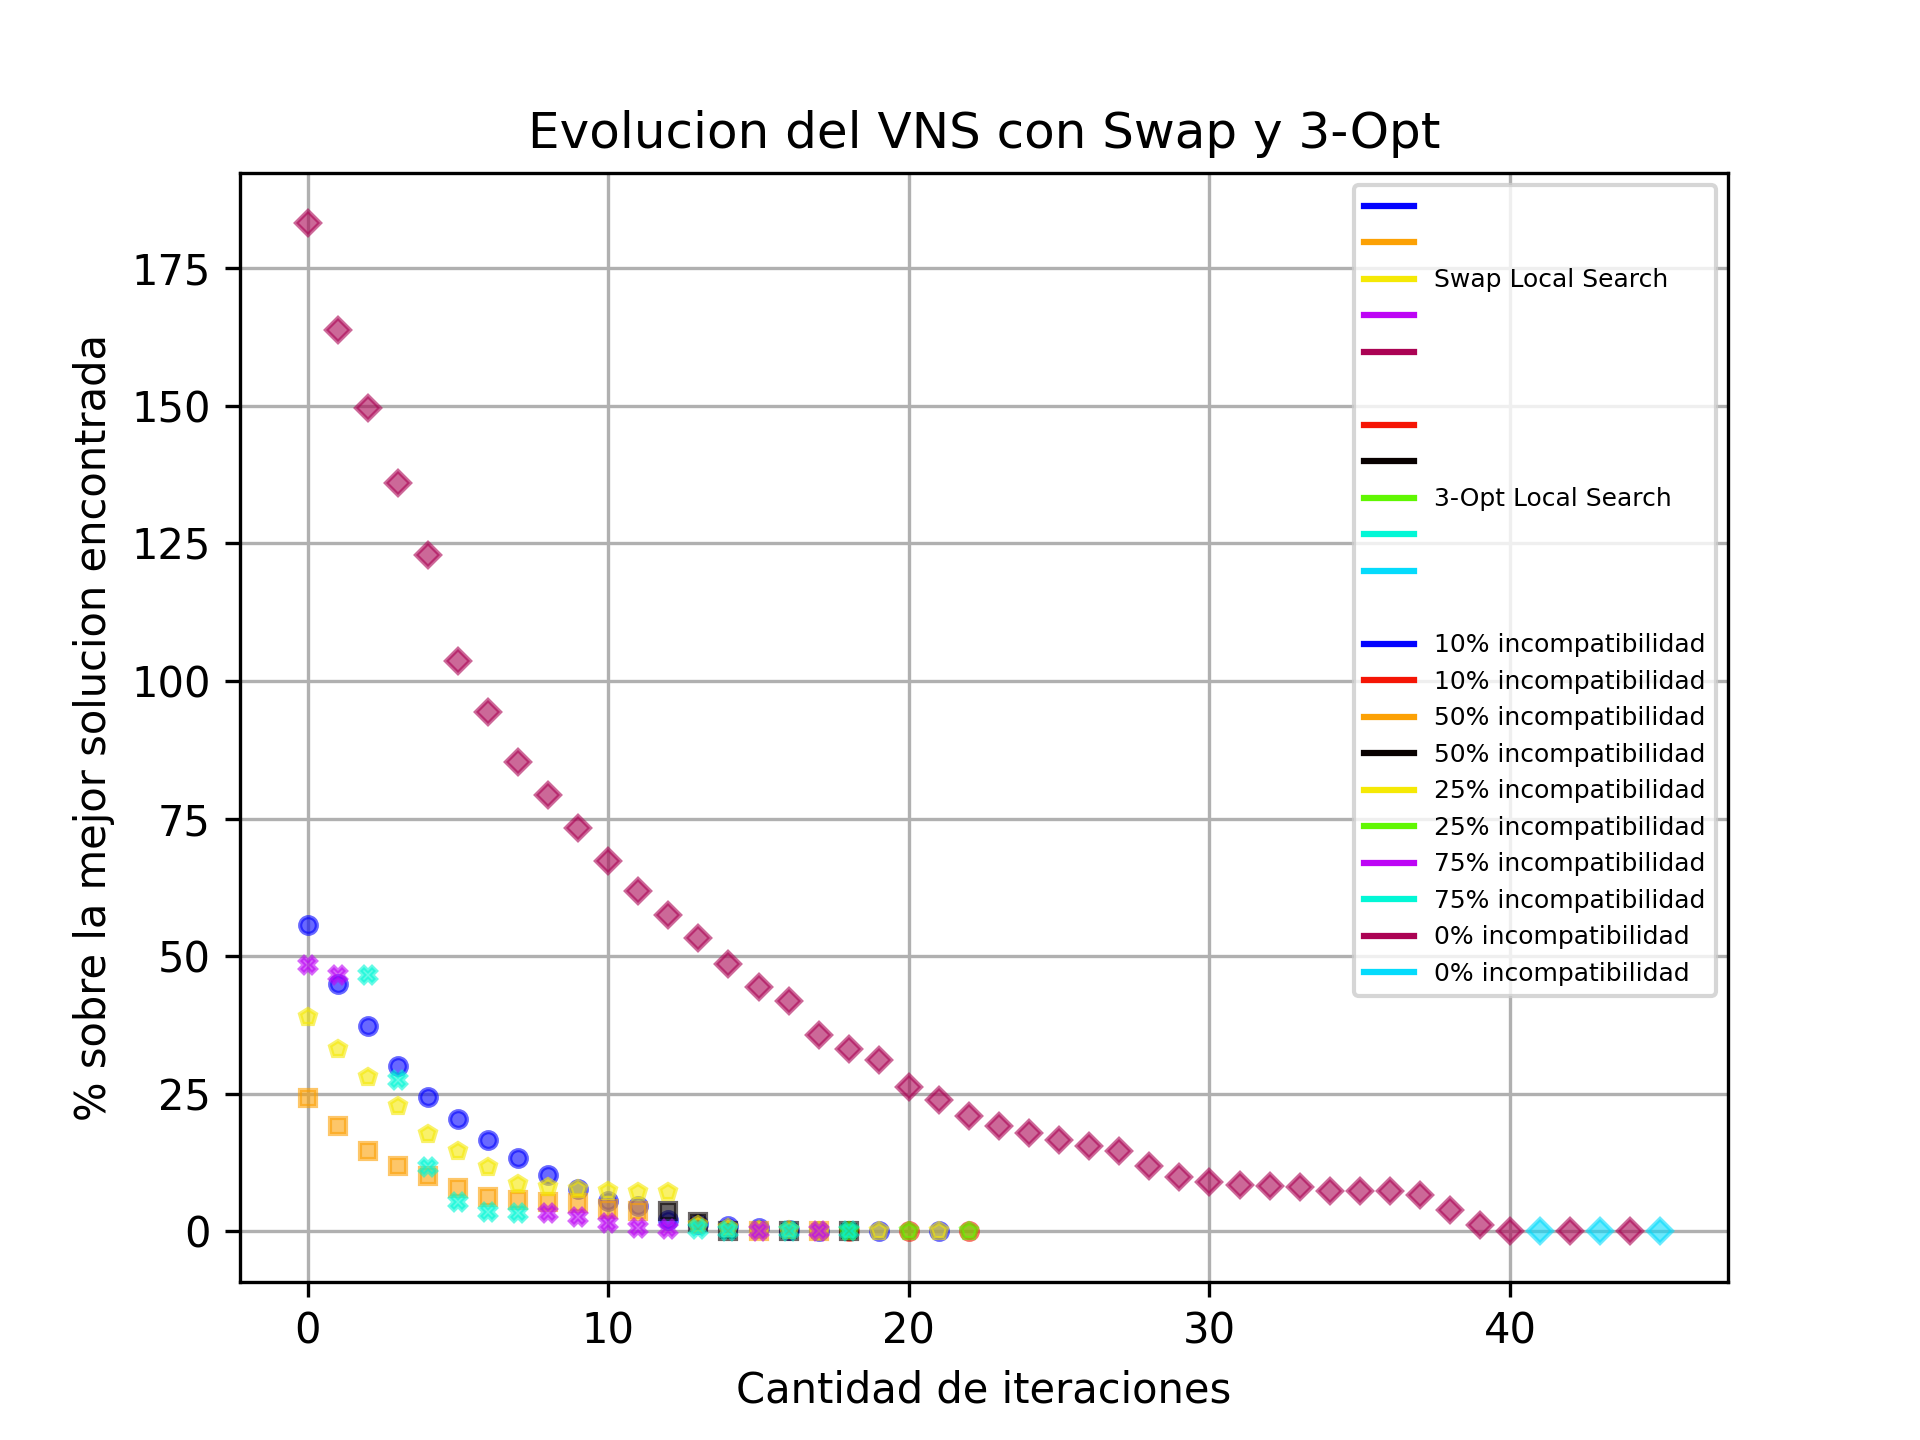 Evolucion del VNS con Swap y 3-Opt
% sobre la mejor solucion encontrada
175
150
125
100
75
50
25
0
Swap Local Search
3-Opt Local Search
10% incompatibilidad
10% incompatibilidad
50% incompatibilidad
50% incompatibilidad
25% incompatibilidad
25% incompatibilidad
75% incompatibilidad
75% incompatibilidad
0% incompatibilidad
0% incompatibilidad
0 10 20 30 40
Cantidad de iteraciones